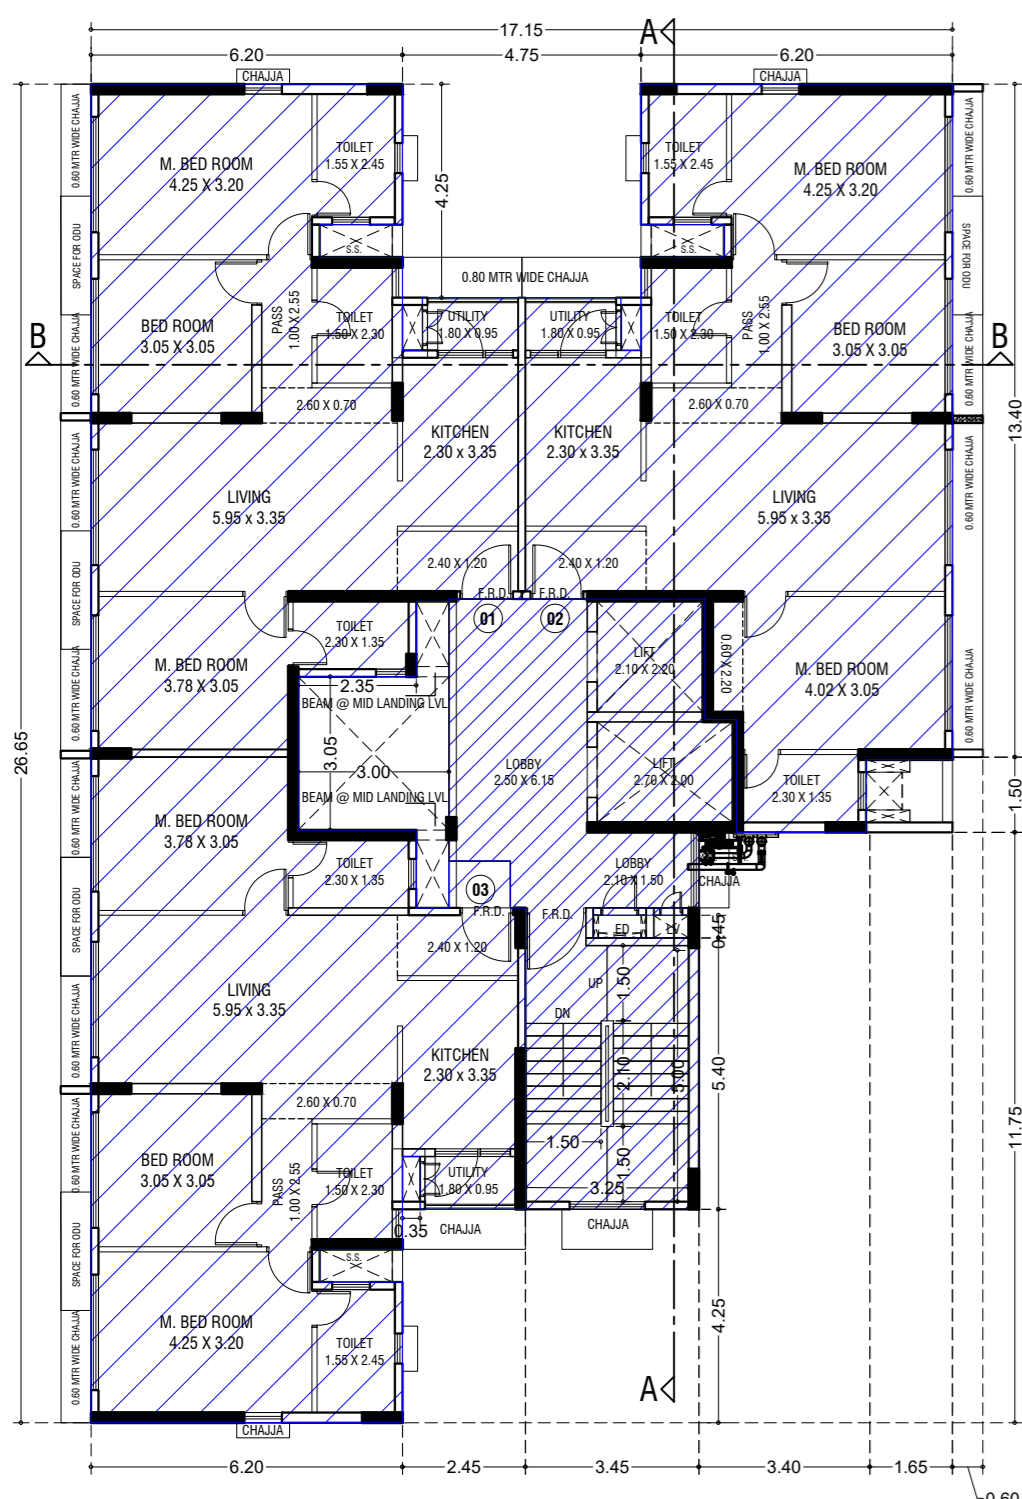 A
17.15
6.20
4.75
6.20
CHAJJA
CHAJJA
0.60 MTR WIDE CHAJJA
M. BED ROOM
4.25 X 3.20
TOILET
1.55 X 2.45
4.25
TOILET
1.55 X 2.45
M. BED ROOM
4.25 X 3.20
0.60 MTR WIDE CHAJJA
SPACE FOR ODU
S.S.
S.S.
SPACE FOR ODU
0.80 MTR WIDE CHAJJA
B
BED ROOM
3.05 X 3.05
PASS
1.00 X 2.55
TOILET
1.50 X 2.30
UTILITY
1.80 X 0.95
UTILITY
1.80 X 0.95
TOILET
1.50 X 2.30
PASS
1.00 X 2.55
BED ROOM
3.05 X 3.05
B
0.60 MTR WIDE CHAJJA
0.60 MTR WIDE CHAJJA
2.60 X 0.70
2.60 X 0.70
13.40
KITCHEN
2.30 x 3.35
KITCHEN
2.30 x 3.35
0.60 MTR WIDE CHAJJA
LIVING
5.95 x 3.35
LIVING
5.95 x 3.35
0.60 MTR WIDE CHAJJA
SPACE FOR ODU
2.40 X 1.20
2.40 X 1.20
F.R.D.
F.R.D.
01
02
TOILET
2.30 X 1.35
LIFT
2.10 X 2.20
0.60 X 2.20
M. BED ROOM
3.78 X 3.05
M. BED ROOM
4.02 X 3.05
0.60 MTR WIDE CHAJJA
0.60 MTR WIDE CHAJJA
2.35
BEAM @ MID LANDING LVL
3.05
3.00
BEAM @ MID LANDING LVL
26.65
LOBBY
2.50 X 6.15
LIFT
2.70 X 2.00
TOILET
2.30 X 1.35
1.50
0.60 MTR WIDE CHAJJA
M. BED ROOM
3.78 X 3.05
SPACE FOR ODU
TOILET
2.30 X 1.35
03
LOBBY
2.10 X 1.50
CHAJJA
F.R.D.
F.R.D.
ED
LV
0.45
2.40 X 1.20
UP
DN
1.50
LIVING
5.95 x 3.35
0.60 MTR WIDE CHAJJA
KITCHEN
2.30 x 3.35
2.10
5.00
5.40
2.60 X 0.70
11.75
BED ROOM
3.05 X 3.05
0.60 MTR WIDE CHAJJA
PASS
1.00 X 2.55
TOILET
1.50 X 2.30
UTILITY
1.80 X 0.95
1.50
1.50
3.25
0.35
CHAJJA
CHAJJA
SPACE FOR ODU
S.S.
M. BED ROOM
4.25 X 3.20
TOILET
1.55 X 2.45
4.25
0.60 MTR WIDE CHAJJA
A
CHAJJA
6.20
2.45
3.45
3.40
1.65
0.60